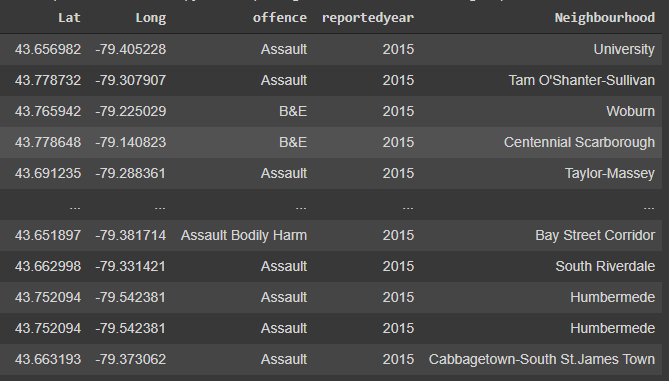 Lat Long offence reportedyear Neighbourhood
43.656982 -79.405228 Assault 2015 University
43.778732 -79.307907 Assault 2015 Tam O'Shanter-Sullivan
43.765942 -79.225029 B&E 2015 Woburn
43.778648 -79.140823 B&E 2015 Centennial Scarborough
43.691235 -79.288361 Assault 2015 Taylor-Massey
... ... ... ... ...
43.651897 -79.381714 Assault Bodily Harm 2015 Bay Street Corridor
43.662998 -79.331421 Assault 2015 South Riverdale
43.752094 -79.542381 Assault 2015 Humbermede
43.752094 -79.542381 Assault 2015 Humbermede
43.663193 -79.373062 Assault 2015 Cabbagetown-South St.James Town